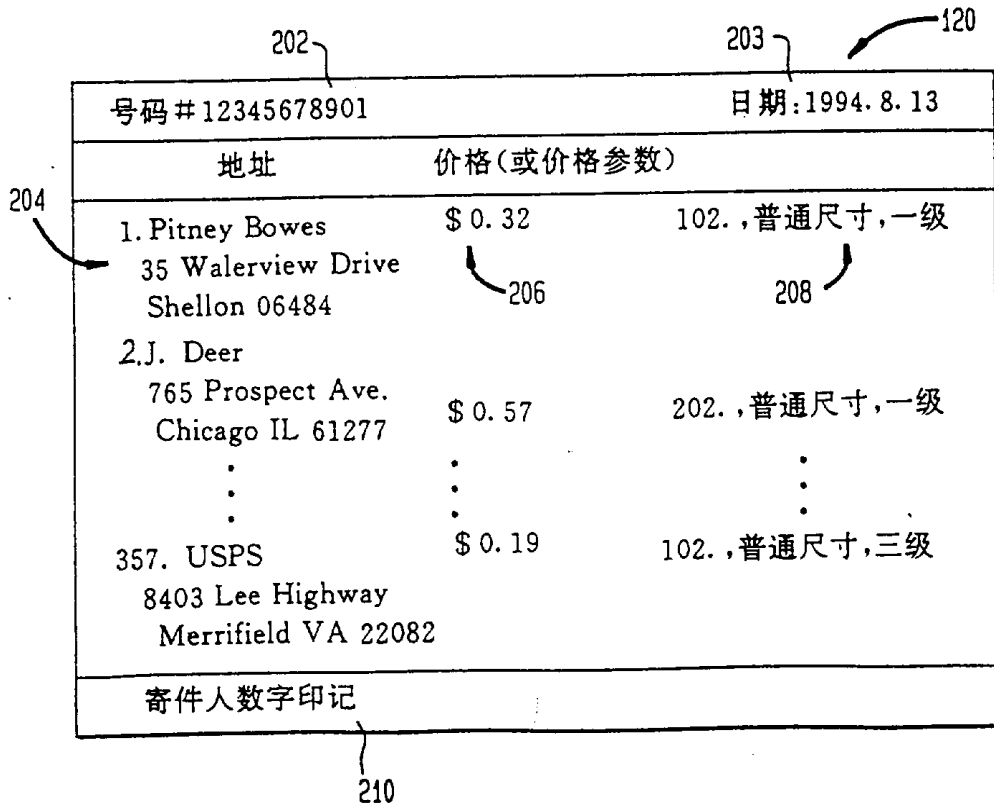 120
202
203
号码#12345678901 日期:1994.8.13
地址 价格(或价格参数)
204
1. Pitney Bowes $0.32 102.,普通尺寸,一级
35 Walerview Drive
206 208
Shellon 06484
2.J. Deer
765 Prospect Ave. $0.57 202.,普通尺寸,一级
Chicago IL 61277
357. USPS $0.19 102.,普通尺寸,三级
8403 Lee Highway
Merrifield VA 22082
寄件人数字印记
210